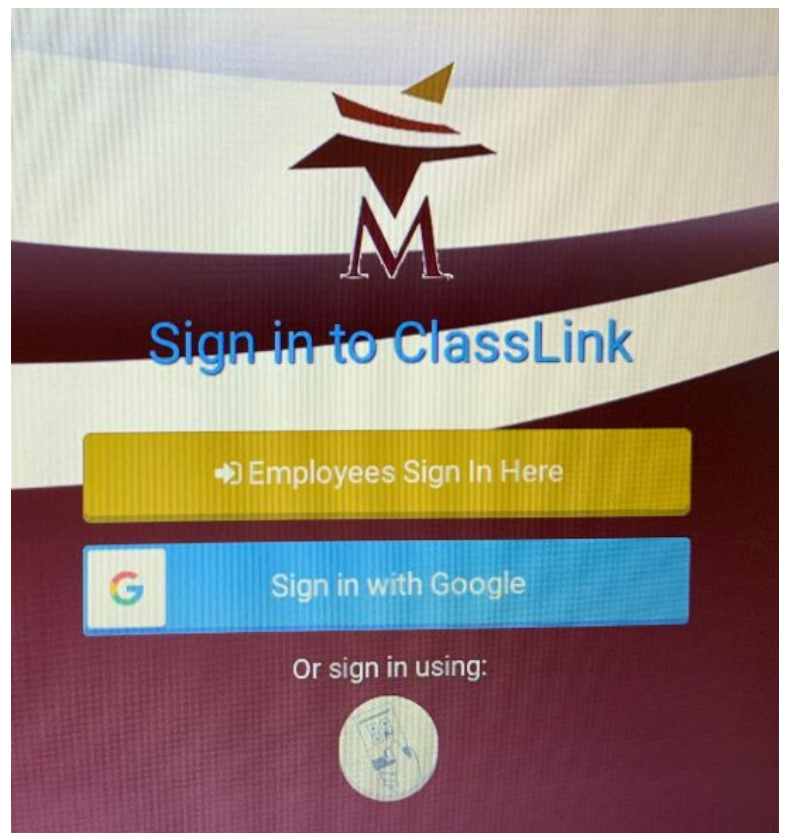 M
Sign in to ClassLink
Employees Sign In Here
G
Sign in with Google
Or sign in using: